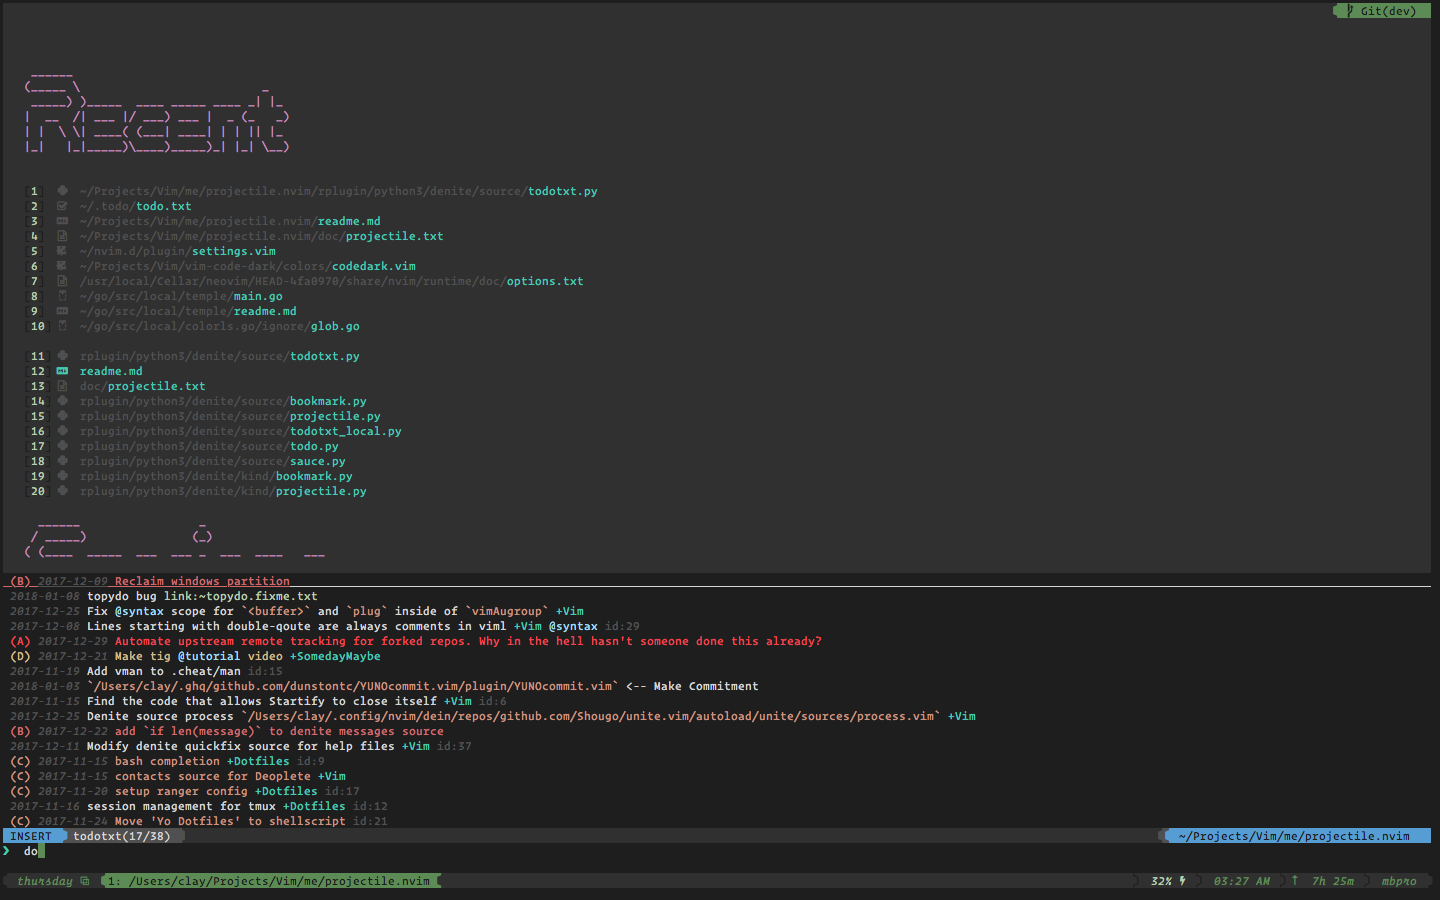 Git(dev)
 ______
(_____ \                          _
 _____) )_____  ____ _____ ____ _| |_
|  __  /| ___ |/ ___) ___ |  _ (_   _)
| |  \ \| ____( (___| ____| | | || |_
|_|   |_|_____)\____)_____)_| |_| \__)
1 ~/Projects/Vim/me/projectile.nvim/rplugin/python3/denite/source/todotxt.py
2 ~/.todo/todo.txt
3 ~/Projects/Vim/me/projectile.nvim/readme.md
4 ~/Projects/Vim/me/projectile.nvim/doc/projectile.txt
5 ~/nvim.d/plugin/settings.vim
6 ~/Projects/Vim/vim-code-dark/colors/codedark.vim
7 /usr/local/Cellar/neovim/HEAD-4fa0970/share/nvim/runtime/doc/options.txt
8 ~/go/src/local/temple/main.go
9 ~/go/src/local/temple/readme.md
10 ~/go/src/local/colorls.go/ignore/glob.go
11 rplugin/python3/denite/source/todotxt.py
12 readme.md
13 doc/projectile.txt
14 rplugin/python3/denite/source/bookmark.py
15 rplugin/python3/denite/source/projectile.py
16 rplugin/python3/denite/source/todotxt_local.py
17 rplugin/python3/denite/source/todo.py
18 rplugin/python3/denite/source/sauce.py
19 rplugin/python3/denite/kind/bookmark.py
20 rplugin/python3/denite/kind/projectile.py
  ______                 _
 / _____)               (_)
( (____  _____  ___  ___ _  ___  ____   ___
(B) 2017-12-09 Reclaim windows partition
2018-01-08 topydo bug link:~topydo.fixme.txt
2017-12-25 Fix @syntax scope for `<buffer>` and `plug` inside of `vimAugroup` +Vim
2017-12-08 Lines starting with double-qoute are always comments in viml +Vim @syntax id:29
(A) 2017-12-29 Automate upstream remote tracking for forked repos. Why in the hell hasn't someone done this already?
(D) 2017-12-21 Make tig @tutorial video +SomedayMaybe
2017-11-19 Add vman to .cheat/man id:15
2018-01-03 `/Users/clay/.ghq/github.com/dunstontc/YUNOcommit.vim/plugin/YUNOcommit.vim` <-- Make Commitment
2017-11-15 Find the code that allows Startify to close itself +Vim id:6
2017-12-25 Denite source process `/Users/clay/.config/nvim/dein/repos/github.com/Shougo/unite.vim/autoload/unite/sources/process.vim` +Vim
(B) 2017-12-22 add `if len(message)` to denite messages source
2017-12-11 Modify denite quickfix source for help files +Vim id:37
(C) 2017-11-15 bash completion +Dotfiles id:9
(C) 2017-11-15 contacts source for Deoplete +Vim
(C) 2017-11-20 setup ranger config +Dotfiles id:17
2017-11-16 session management for tmux +Dotfiles id:12
(C) 2017-11-24 Move 'Yo Dotfiles' to shellscript id:21
INSERT todotxt(17/38) ~/Projects/Vim/me/projectile.nvim
❯ do
thursday 1: /Users/clay/Projects/Vim/me/projectile.nvim 32% 03:27 AM ↑ 7h 25m mbpro